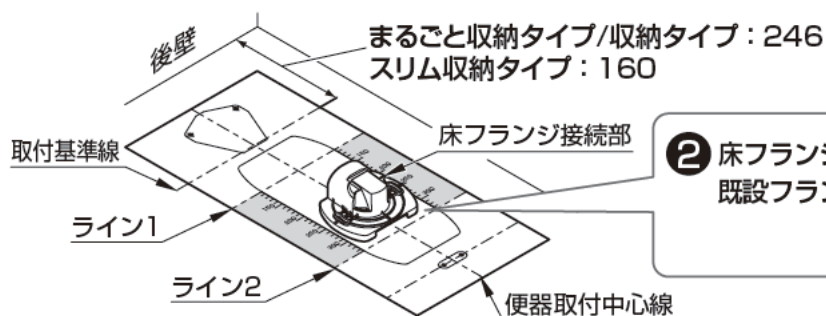 後壁
まるごと収納タイプ/収納タイプ：246
スリム収納タイプ：160
取付基準線
床フランジ接続部
❷ 床フランジ
既設フラン
ライン1
ライン2
便器取付中心線